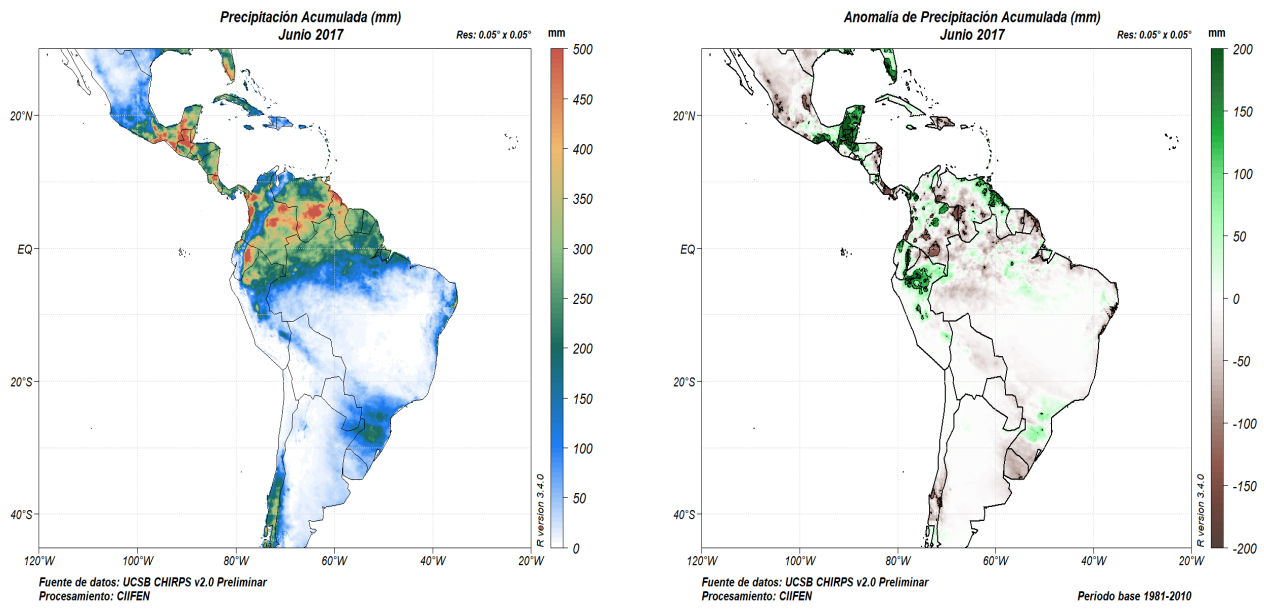 Precipitación Acumulada (mm)
Junio 2017
Res: 0.05° x 0.05°
mm
500
450
400
350
300
250
200
150
100
50
0
20°N
EQ
20°S
40°S
120°W
100°W
80°W
60°W
40°W
20°W
R version 3.4.0
Fuente de datos: UCSB CHIRPS v2.0 Preliminar
Procesamiento: CIIFEN
Anomalía de Precipitación Acumulada (mm)
Junio 2017
Res: 0.05° x 0.05°
mm
200
150
100
50
0
-50
-100
-150
-200
20°N
EQ
20°S
40°S
120°W
100°W
80°W
60°W
40°W
20°W
R version 3.4.0
Fuente de datos: UCSB CHIRPS v2.0 Preliminar
Procesamiento: CIIFEN
Periodo base 1981-2010